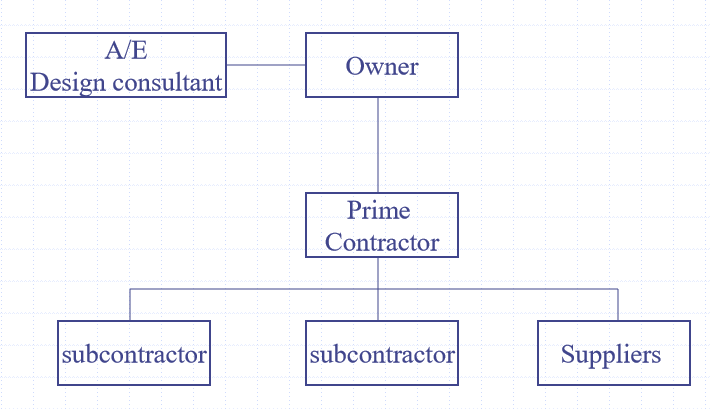 A/E
Design consultant
Owner
Prime
Contractor
subcontractor
subcontractor
Suppliers